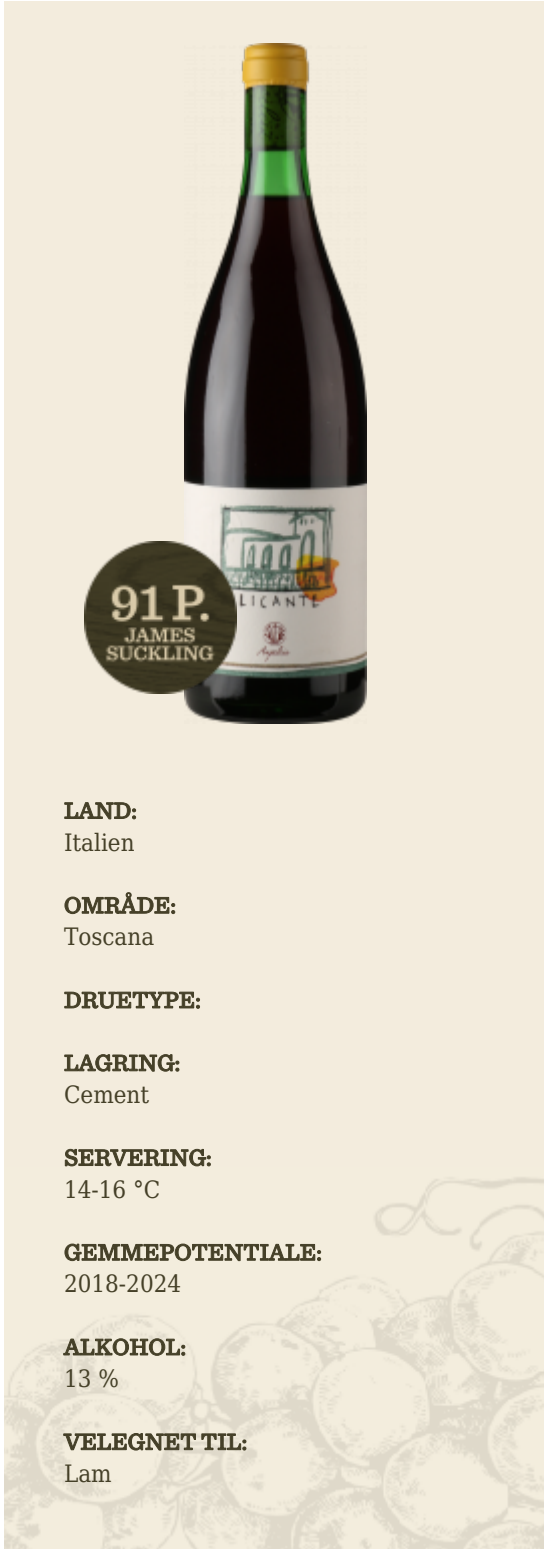 LICANTE
91 P.
JAMES
SUCKLING
LAND:
Italien
OMRÅDE:
Toscana
DRUETYPE:
LAGRING:
Cement
SERVERING:
14-16 °C
GEMMEPOTENTIALE:
2018-2024
ALKOHOL:
13 %
VELEGNET TIL:
Lam